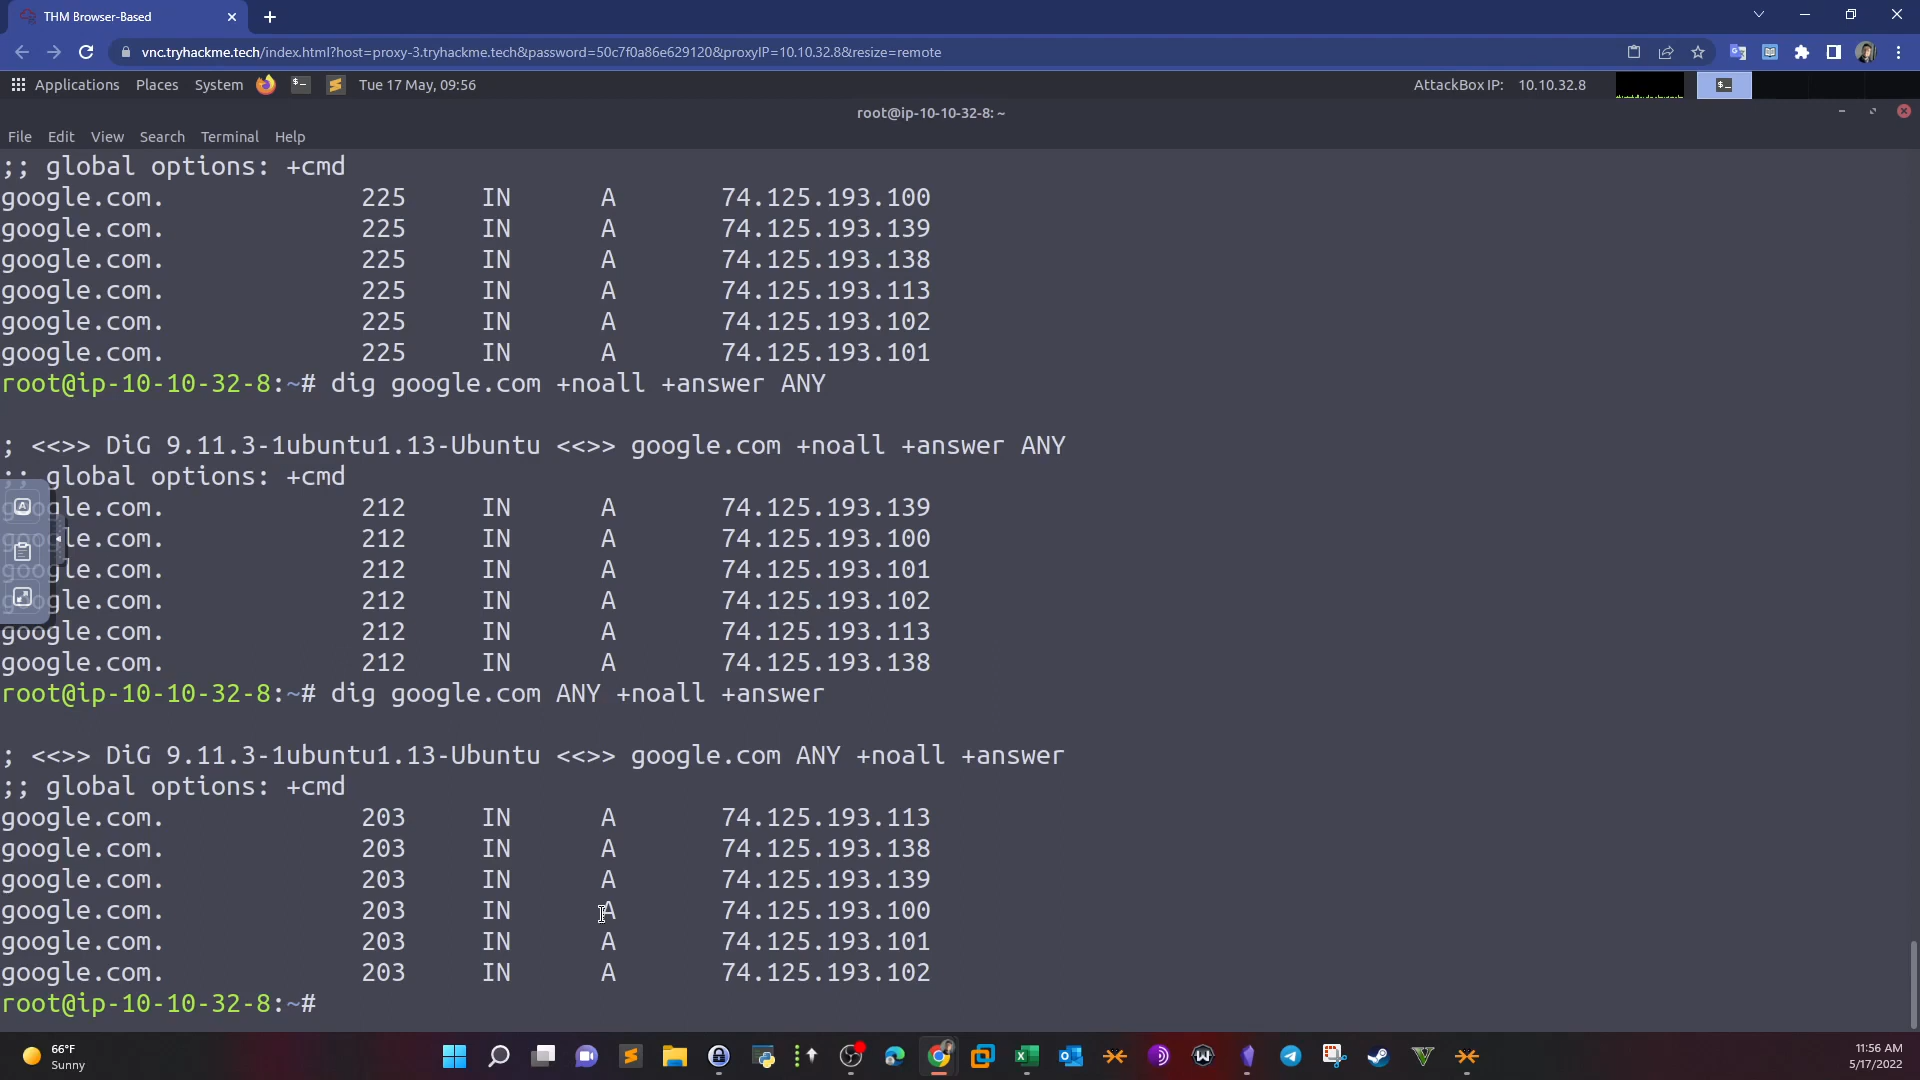 THM Browser-Based
vnc.tryhackme.tech/index.html?host=proxy-3.tryhackme.tech&password=50c7f0a86e629120&proxyIP=10.10.32.8&resize=remote
Applications Places System Tue 17 May, 09:56 AttackBox IP: 10.10.32.8
root@ip-10-10-32-8: ~
File Edit View Search Terminal Help
;; global options: +cmd
google.com. 225 IN A 74.125.193.100
google.com. 225 IN A 74.125.193.139
google.com. 225 IN A 74.125.193.138
google.com. 225 IN A 74.125.193.113
google.com. 225 IN A 74.125.193.102
google.com. 225 IN A 74.125.193.101
root@ip-10-10-32-8:~# dig google.com +noall +answer ANY
; <<>> DiG 9.11.3-1ubuntu1.13-Ubuntu <<>> google.com +noall +answer ANY
;; global options: +cmd
google.com. 212 IN A 74.125.193.139
google.com. 212 IN A 74.125.193.100
google.com. 212 IN A 74.125.193.101
google.com. 212 IN A 74.125.193.102
google.com. 212 IN A 74.125.193.113
google.com. 212 IN A 74.125.193.138
root@ip-10-10-32-8:~# dig google.com ANY +noall +answer
; <<>> DiG 9.11.3-1ubuntu1.13-Ubuntu <<>> google.com ANY +noall +answer
;; global options: +cmd
google.com. 203 IN A 74.125.193.113
google.com. 203 IN A 74.125.193.138
google.com. 203 IN A 74.125.193.139
google.com. 203 IN A 74.125.193.100
google.com. 203 IN A 74.125.193.101
google.com. 203 IN A 74.125.193.102
root@ip-10-10-32-8:~#
66°F
Sunny
11:56 AM
5/17/2022